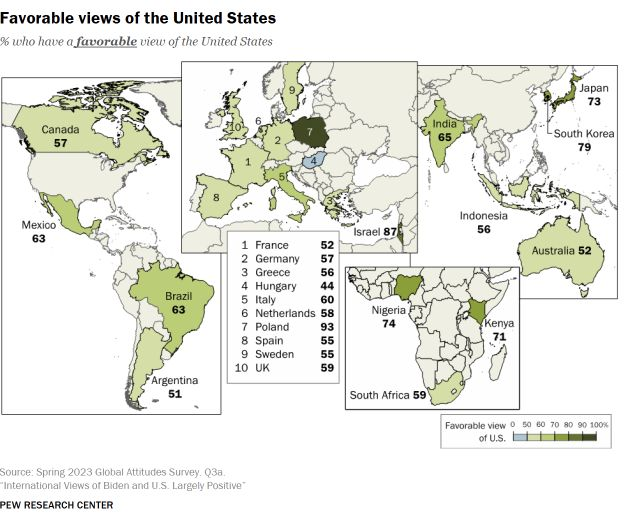 Favorable views of the United States
% who have a favorable view of the United States
Canada
57
Mexico
63
Brazil
63
Argentina
51
9
10
6
7
2
1
4
5
3
8
Israel 87
1 France 52
2 Germany 57
3 Greece 56
4 Hungary 44
5 Italy 60
6 Netherlands 58
7 Poland 93
8 Spain 55
9 Sweden 55
10 UK 59
Japan
73
South Korea
79
India
65
Indonesia
56
Australia 52
Nigeria
74
Kenya
71
South Africa 59
Favorable view
of U.S.
0 50 60 70 80 90 100%
Source: Spring 2023 Global Attitudes Survey. Q3a.
“International Views of Biden and U.S. Largely Positive”
PEW RESEARCH CENTER